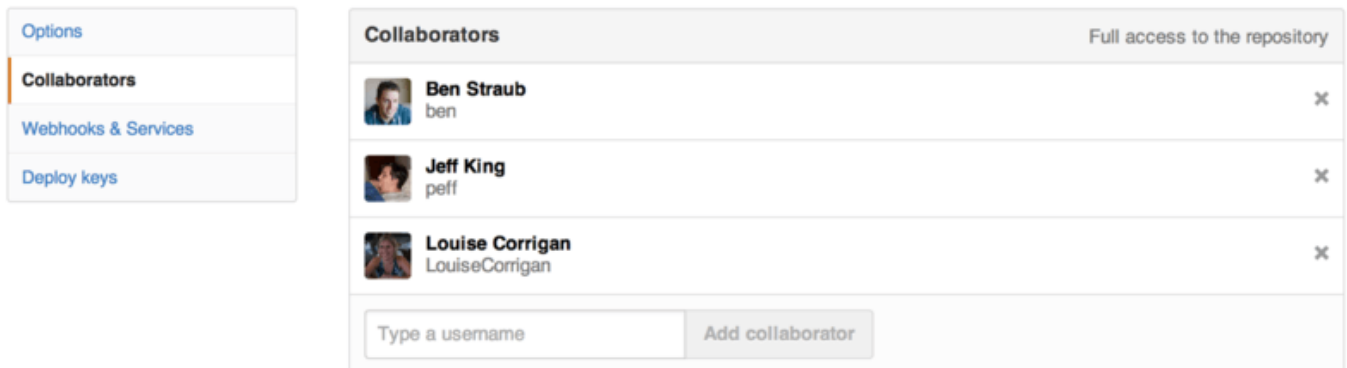 Options
Collaborators
Webhooks & Services
Deploy keys
Collaborators
Full access to the repository
Ben Straub
ben
Jeff King
peff
Louise Corrigan
LouiseCorrigan
Type a username
Add collaborator